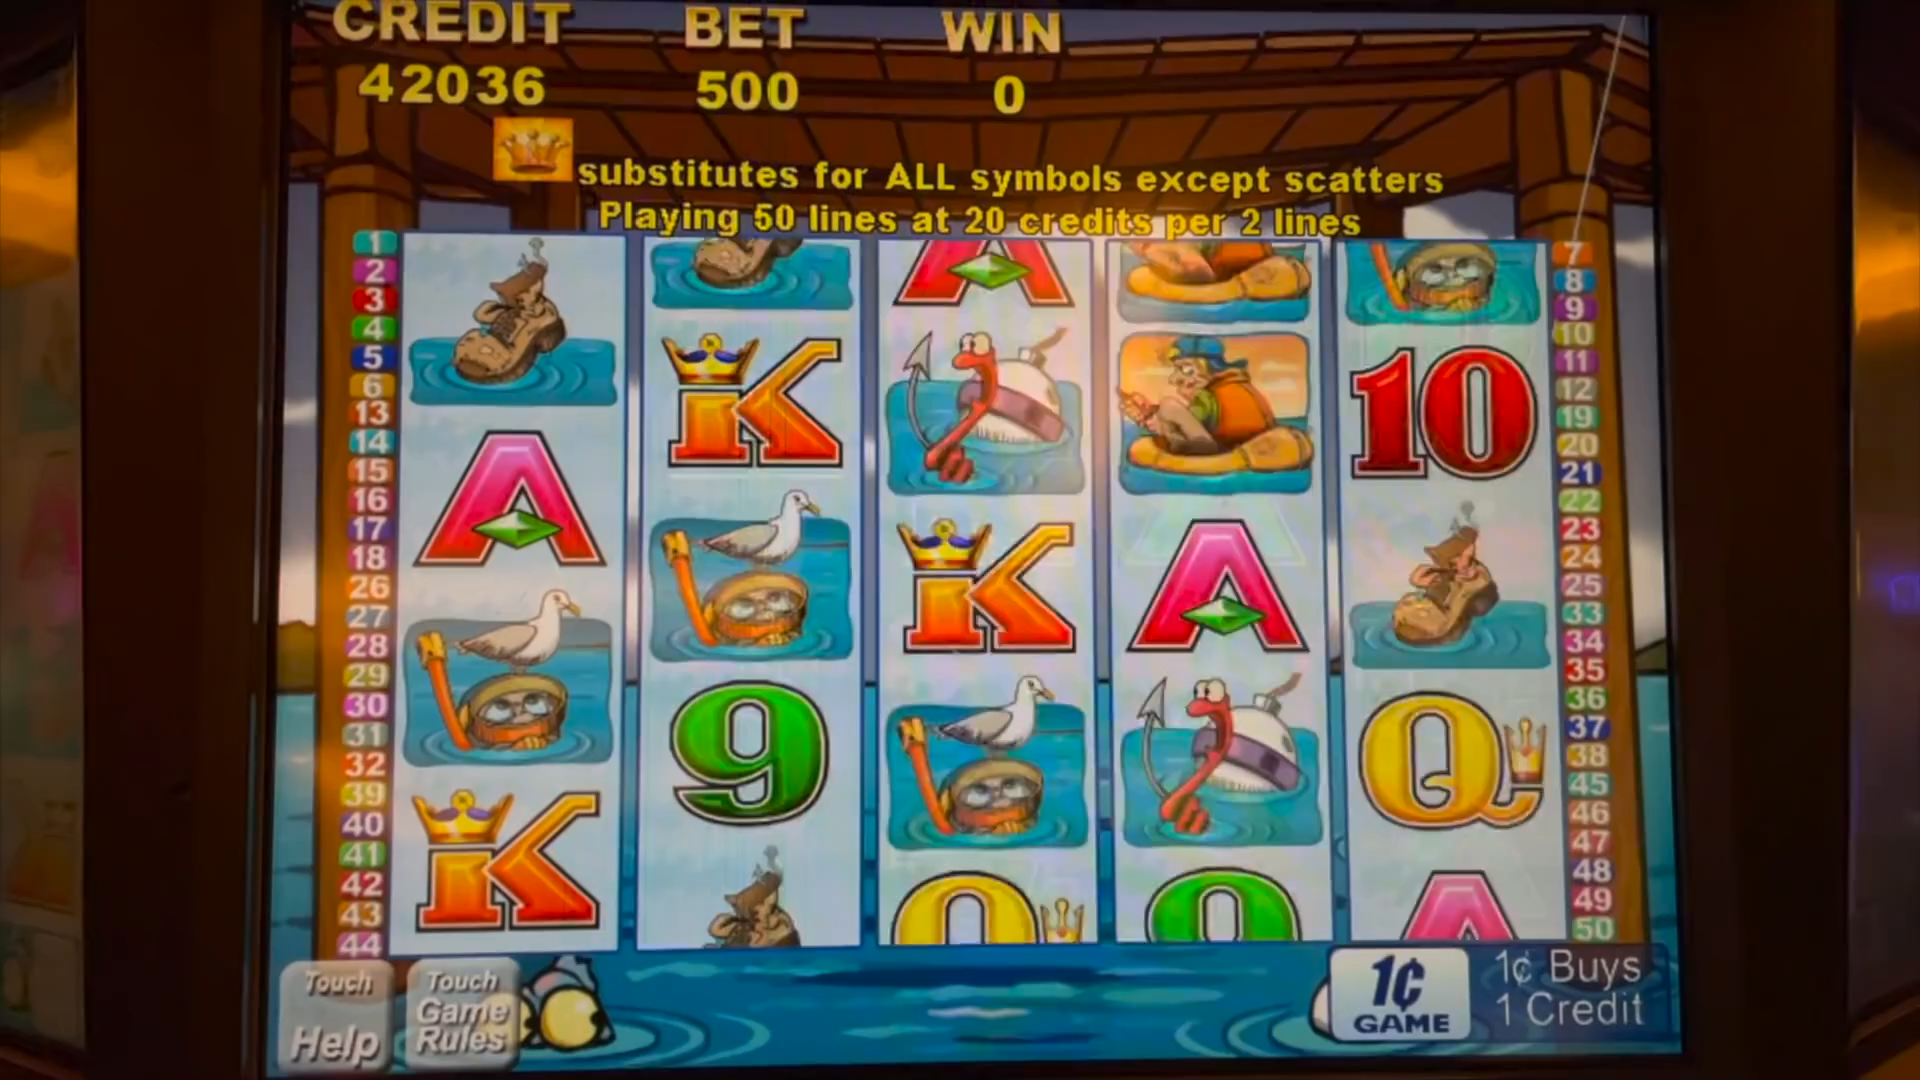 CREDIT BET WIN
42036 500 0
substitutes for ALL symbols except scatters
Playing 50 lines at 20 credits per 2 lines
1
2
3
4
5
6
13
14
15
16
17
18
26
27
28
29
30
31
32
39
40
41
42
43
44
K
A
9
K
A
K
Q
A
9
10
Q
A
7
8
9
10
11
12
19
20
21
22
23
24
25
33
34
35
36
37
38
45
46
47
48
49
50
Touch
Help
Touch
Game
Rules
1¢
GAME
1¢ Buys
1 Credit